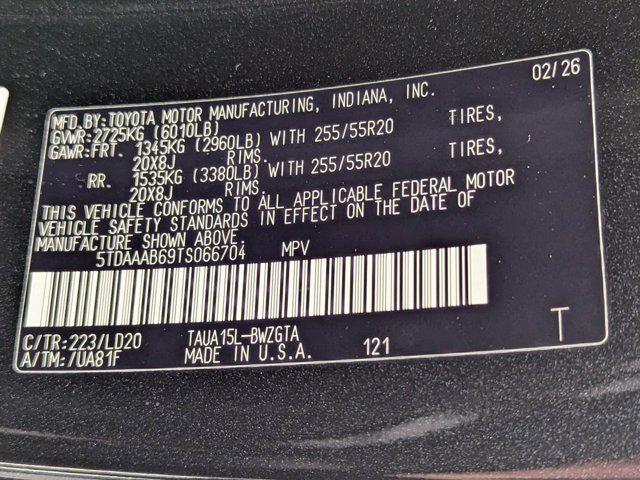 02/26
MFD.BY:TOYOTA MOTOR MANUFACTURING, INDIANA, INC.
GVWR:2725KG (6010LB)
GAWR:FRT. 1345KG (2960LB) WITH 255/55R20 TIRES,
20X8J RIMS.
RR. 1535KG (3380LB) WITH 255/55R20 TIRES,
20X8J RIMS.
THIS VEHICLE CONFORMS TO ALL APPLICABLE FEDERAL MOTOR
VEHICLE SAFETY STANDARDS IN EFFECT ON THE DATE OF
MANUFACTURE SHOWN ABOVE.
5TDAAAB69TS066704 MPV
C/TR:223/LD20 TAUA15L-BWZGTA
A/TM:/UA81F MADE IN U.S.A. 121 T